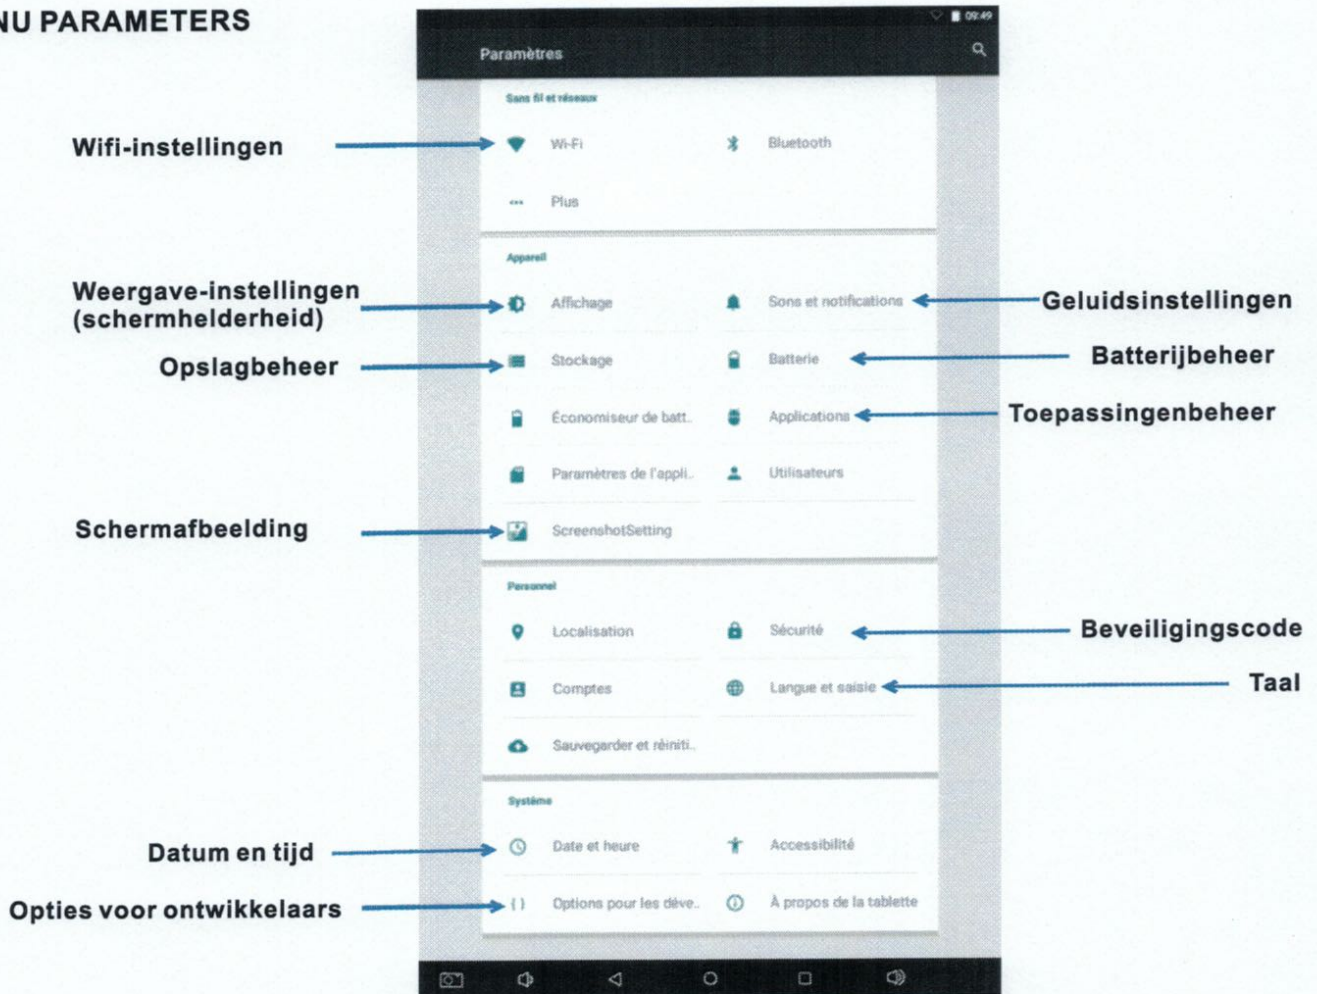 NU PARAMETERS
09:49
Paramètres
Sans fil et réseaux
Wifi-instellingen
Wi-Fi
Bluetooth
Plus
Appareil
Weergave-instellingen
(schermhelderheid)
Affichage
Sons et notifications
Geluidsinstellingen
Opslagbeheer
Stockage
Batterie
Batterijbeheer
Économiseur de batt..
Applications
Toepassingenbeheer
Paramètres de l'appli..
Utilisateurs
Schermafbeelding
ScreenshotSetting
Personnel
Localisation
Sécurité
Beveiligingscode
Comptes
Langue et saisie
Taal
Sauvegarder et réiniti..
Système
Datum en tijd
Date et heure
Accessibilité
Opties voor ontwikkelaars
Options pour les déve..
À propos de la tablette